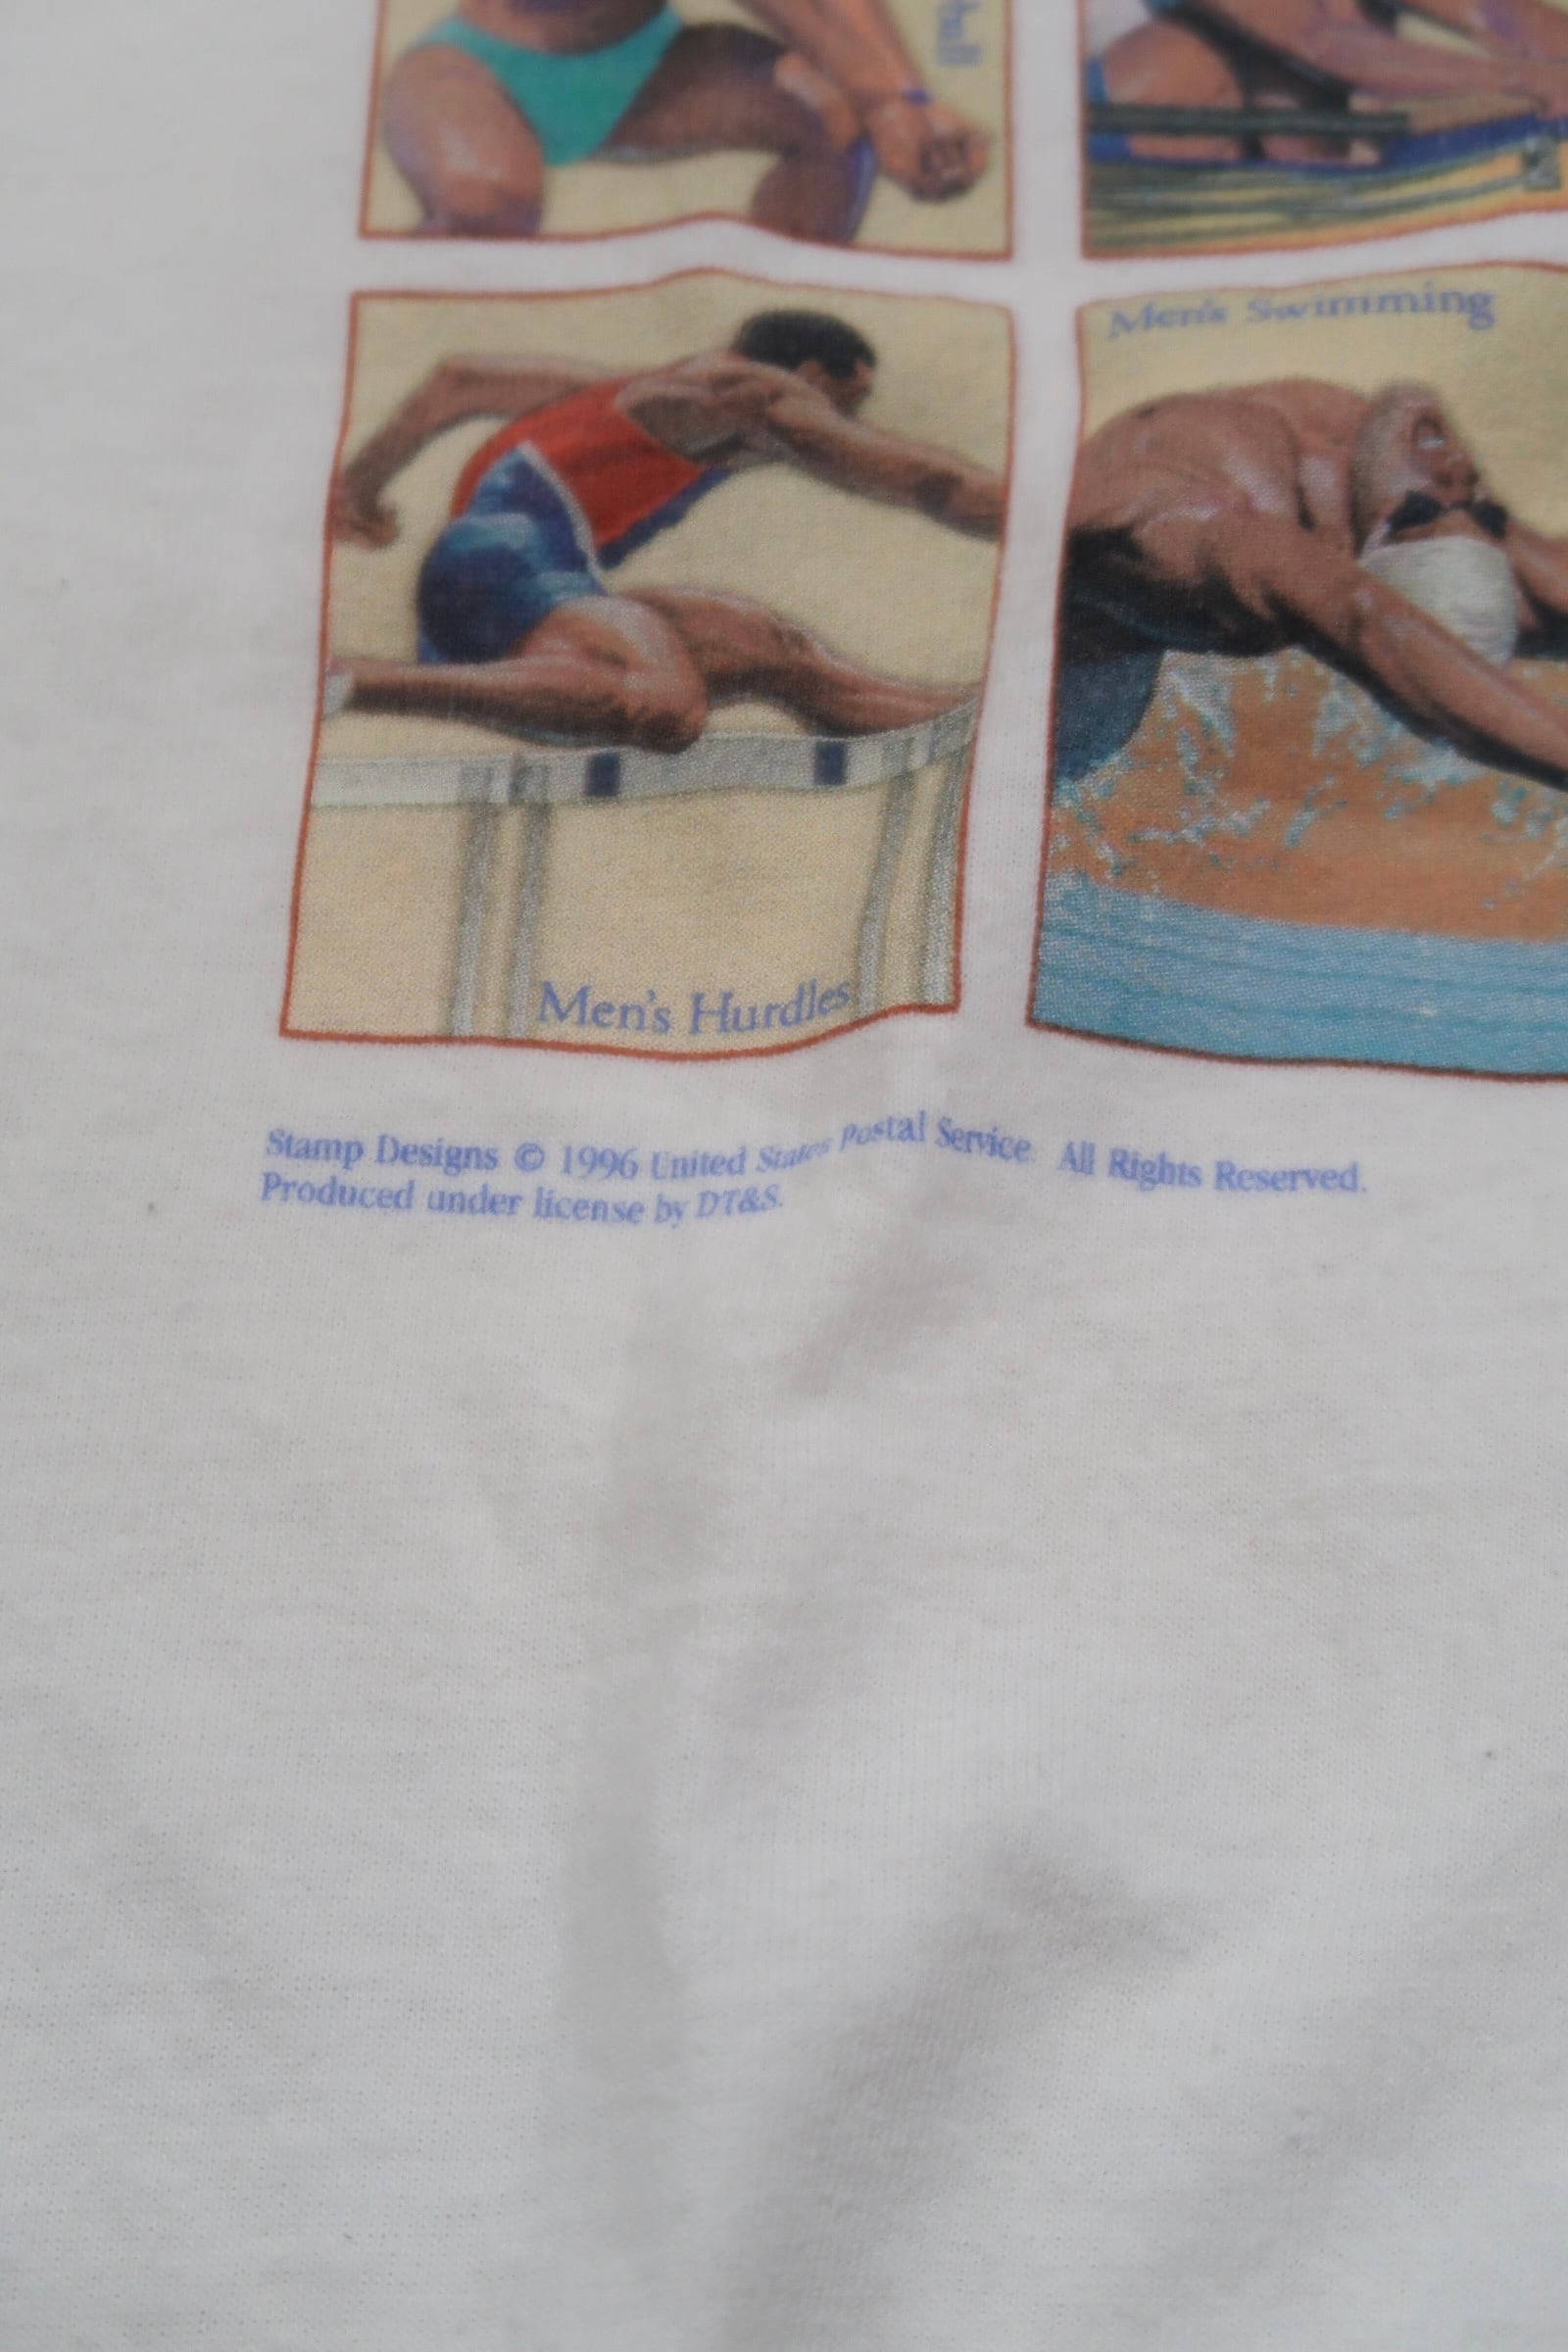 Men's Swimming
Men's Hurdles
Stamp Designs © 1996 United States Postal Service. All Rights Reserved.
Produced under license by DT&S.